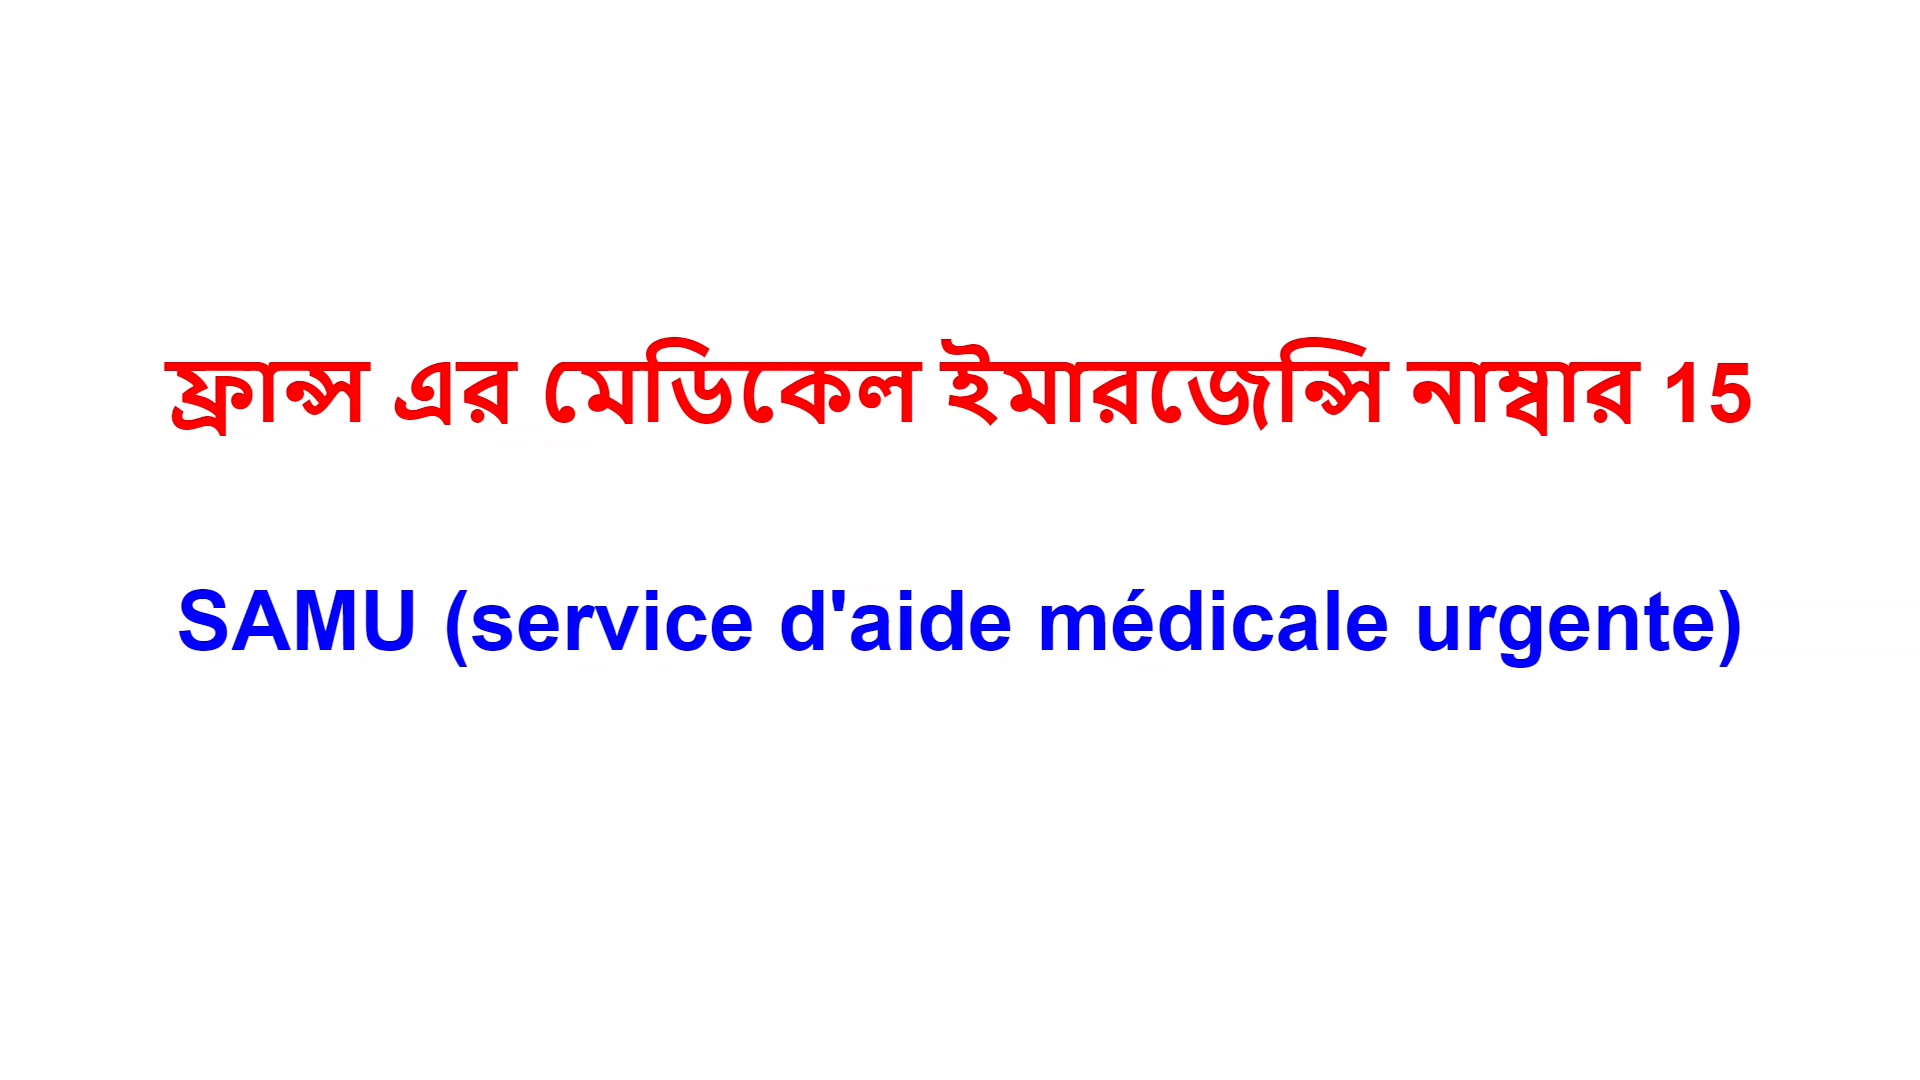 ফ্রান্স এর মেডিকেল ইমারজেন্সি নাম্বার 15
SAMU (service d'aide médicale urgente)